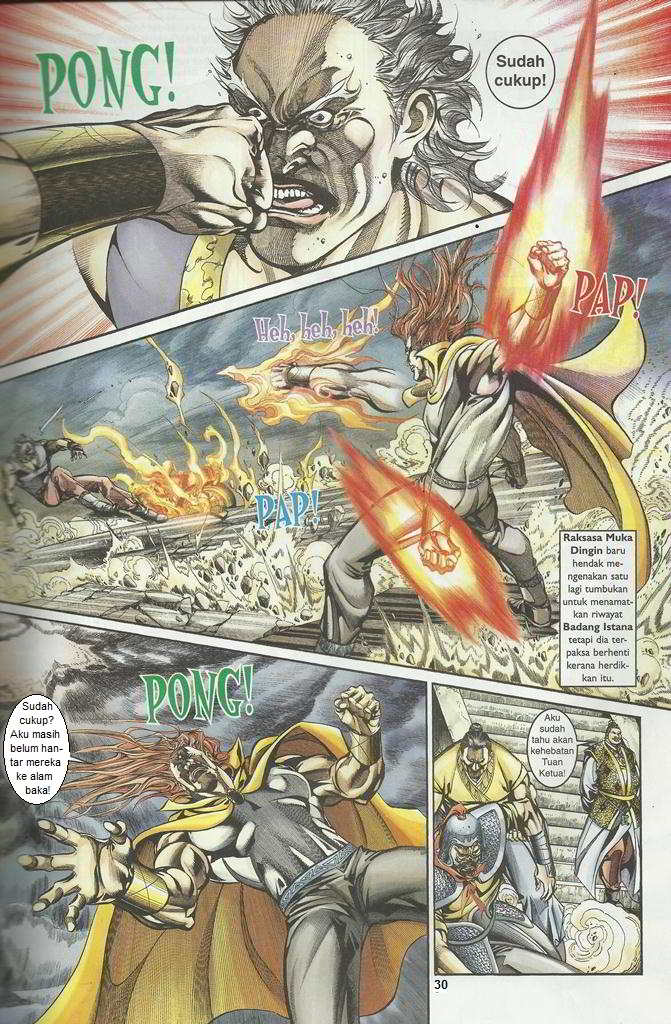 PONG!
Sudah
cukup!
Heh, heh, heh!
PAP!
PAP!
Raksasa Muka
Dingin baru
hendak me-
ngenakan satu
lagi tumbukan
untuk menamat-
kan riwayat
Badang Istana
tetapi dia ter-
paksa berhenti
kerana herdik-
kan itu.
PONG!
Sudah
cukup?
Aku masih
belum han-
tar mereka
ke alam
baka!
Aku
sudah
tahu akan
kehebatan
Tuan
Ketua!
30